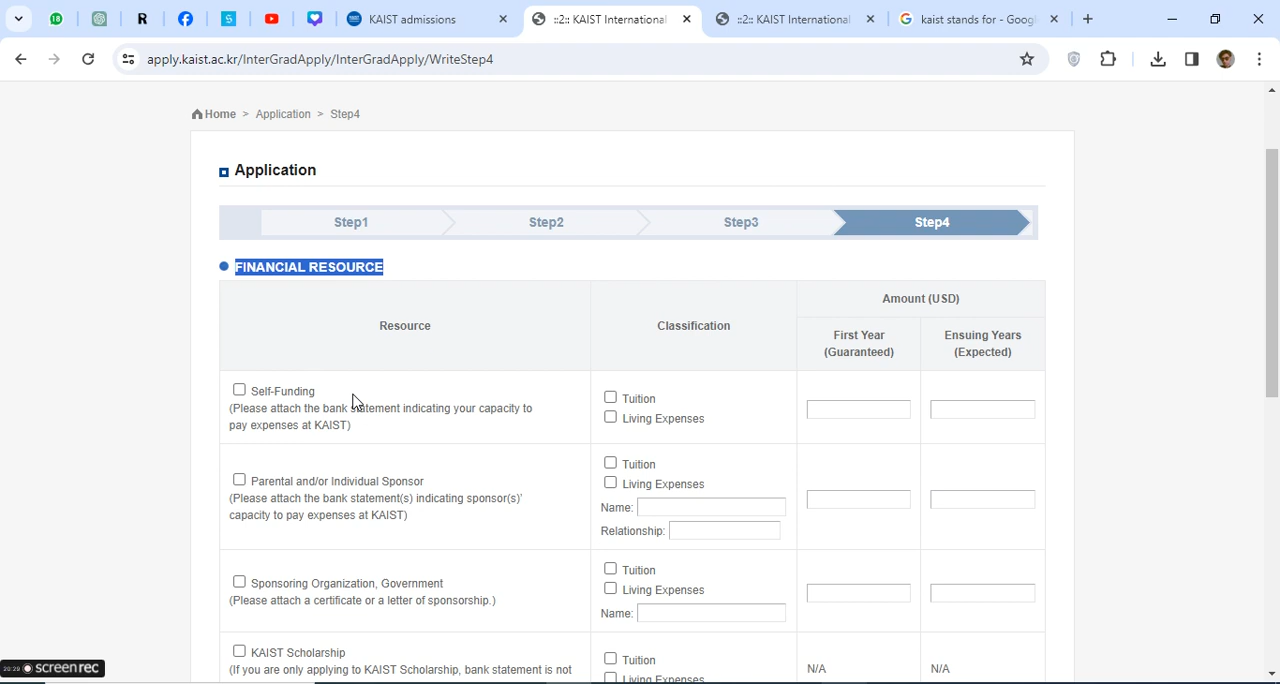 KAIST admissions
::2:: KAIST International
::2:: KAIST International
kaist stands for - Goog
apply.kaist.ac.kr/InterGradApply/InterGradApply/WriteStep4
Home > Application > Step4
Application
Step1
Step2
Step3
Step4
FINANCIAL RESOURCE
Resource
Classification
Amount (USD)
First Year
(Guaranteed)
Ensuing Years
(Expected)
Self-Funding
(Please attach the bank statement indicating your capacity to
pay expenses at KAIST)
Tuition
Living Expenses
Parental and/or Individual Sponsor
(Please attach the bank statement(s) indicating sponsor(s)'
capacity to pay expenses at KAIST)
Tuition
Living Expenses
Name:
Relationship:
Sponsoring Organization, Government
(Please attach a certificate or a letter of sponsorship.)
Tuition
Living Expenses
Name:
KAIST Scholarship
(If you are only applying to KAIST Scholarship, bank statement is not
Tuition
Living Expenses
N/A
N/A
screenrec